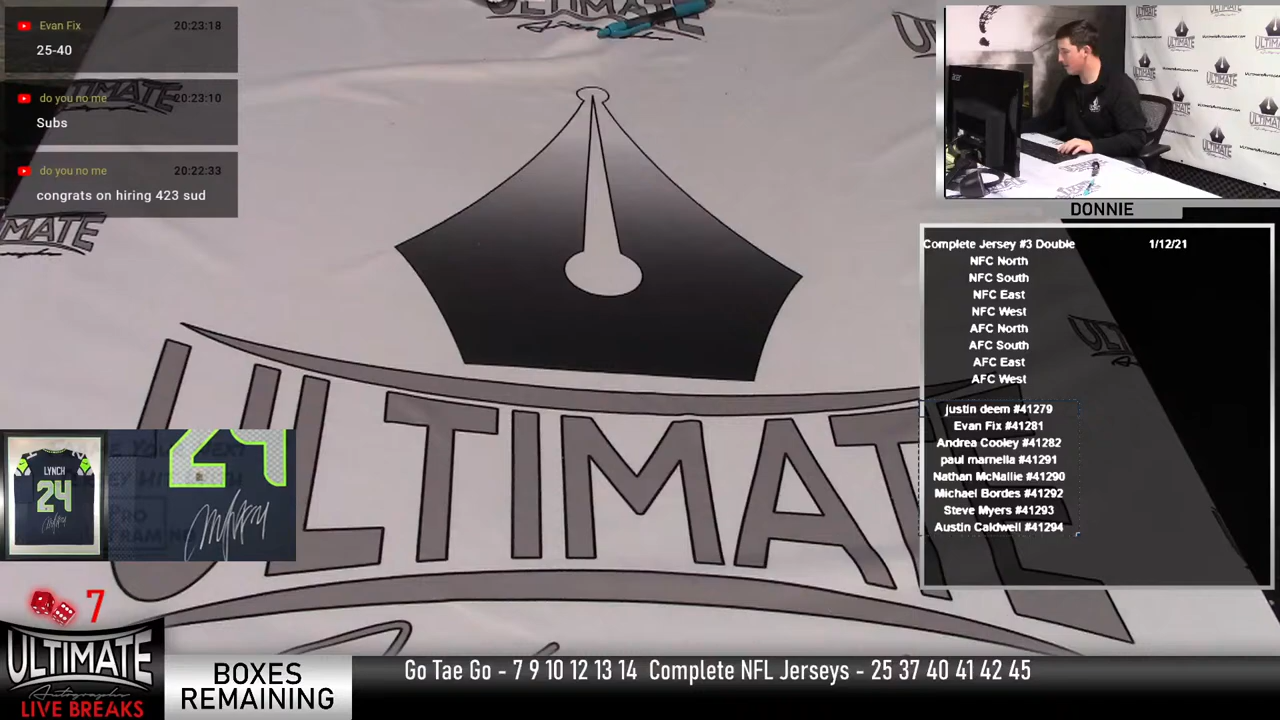 Evan Fix 20:23:18
25-40
do you no me 20:23:10
Subs
do you no me 20:22:33
congrats on hiring 423 sud
ULTIMATE
MATE
ULTIMATE
acer
DONNIE
Complete Jersey #3 Double 1/12/21
NFC North
NFC South
NFC East
NFC West
AFC North
AFC South
AFC East
AFC West
justin deem #41279
Evan Fix #41281
Andrea Cooley #41282
paul marnella #41291
Nathan McNallie #41290
Michael Bordes #41292
Steve Myers #41293
Austin Caldwell #41294
LYNCH
24
24
ULTIMATE
7
ULTIMATE
Autographs
LIVE BREAKS
BOXES
REMAINING
Go Tae Go - 7 9 10 12 13 14 Complete NFL Jerseys - 25 37 40 41 42 45